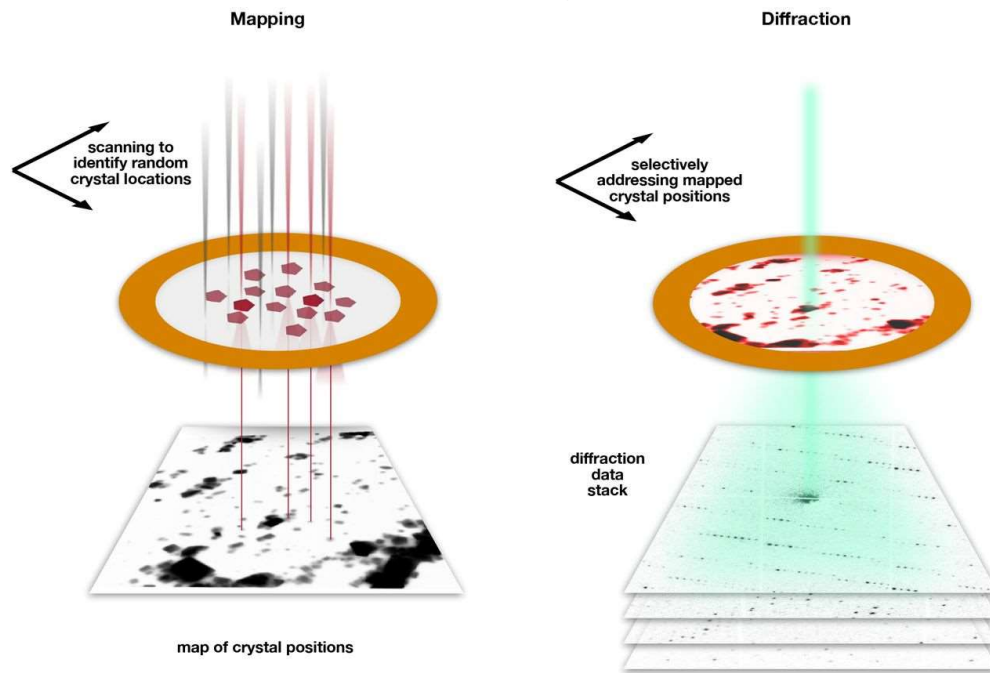 Mapping
scanning to
identify random
crystal locations
map of crystal positions
Diffraction
selectively
addressing mapped
crystal positions
diffraction
data
stack